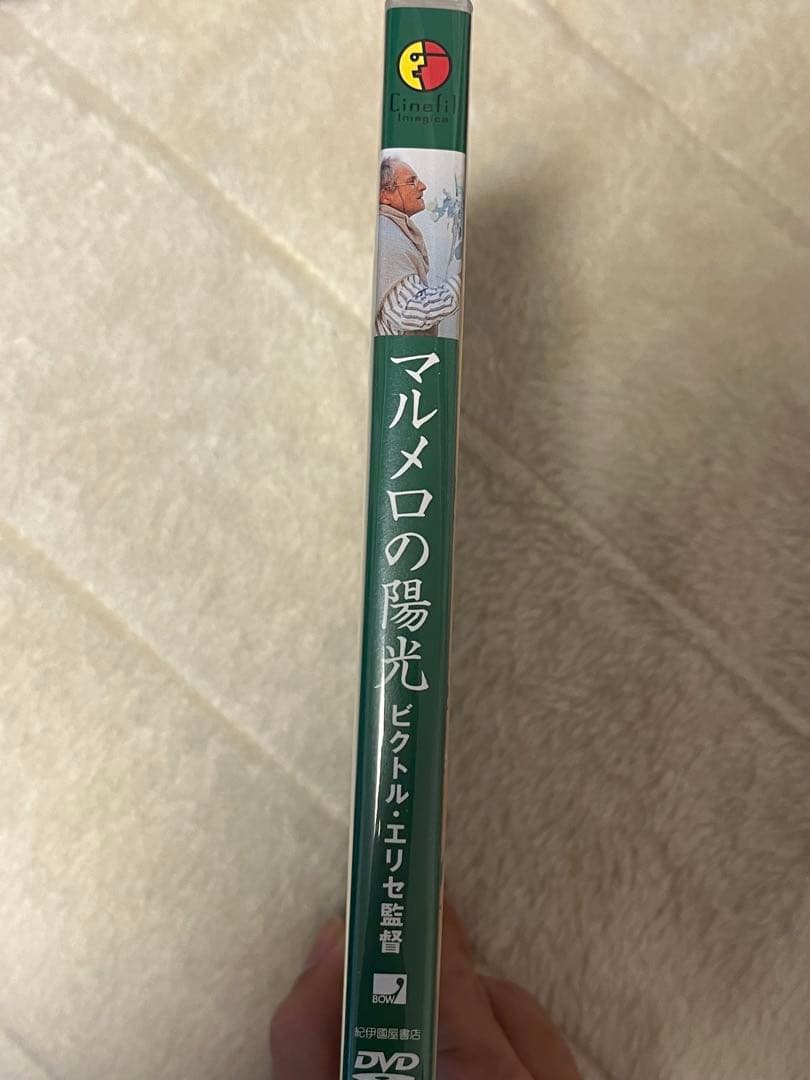 Cinefil
Imagica
マルメロの陽光
ビクトル・エリセ監督
BOW
紀伊國屋書店
DVD